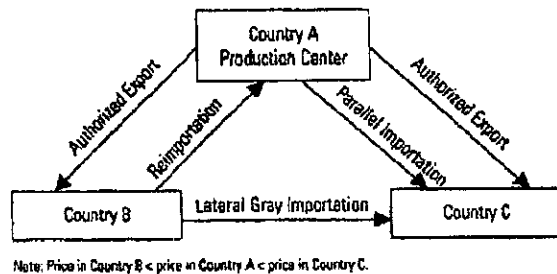 Country A
Production Center
Authorized Export
Reimportation
Parallel Importation
Authorized Export
Country B
Lateral Gray Importation
Country C
Note: Price in Country B < price in Country A < price in Country C.